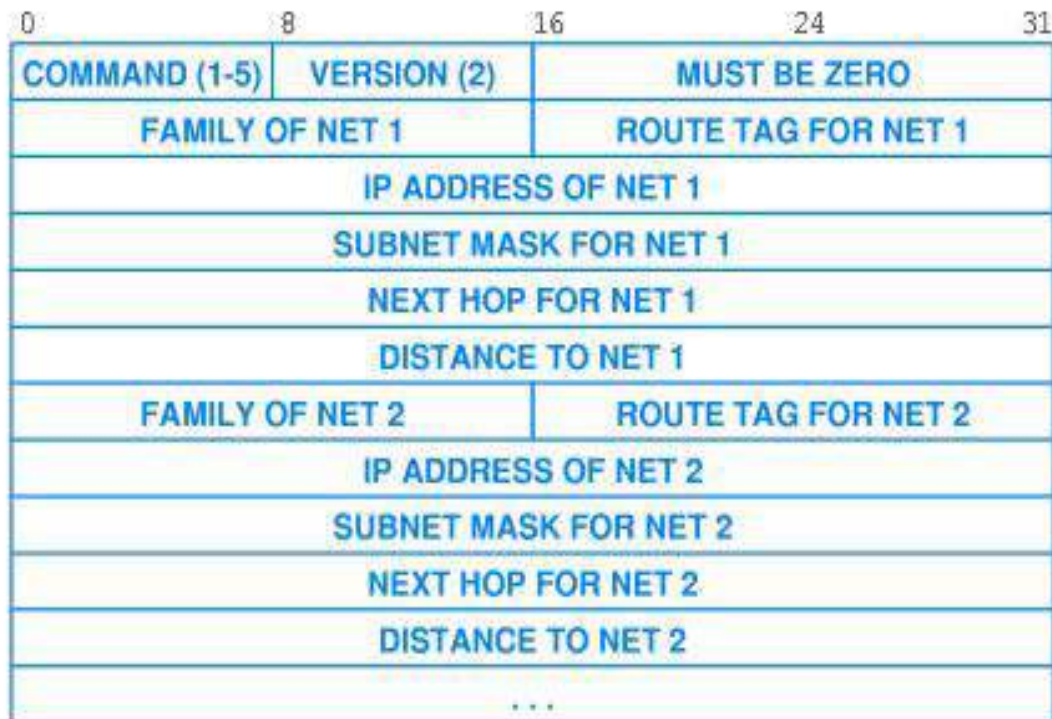 0 8 16 24 31
COMMAND (1-5) VERSION (2) MUST BE ZERO
FAMILY OF NET 1 ROUTE TAG FOR NET 1
IP ADDRESS OF NET 1
SUBNET MASK FOR NET 1
NEXT HOP FOR NET 1
DISTANCE TO NET 1
FAMILY OF NET 2 ROUTE TAG FOR NET 2
IP ADDRESS OF NET 2
SUBNET MASK FOR NET 2
NEXT HOP FOR NET 2
DISTANCE TO NET 2
. . .